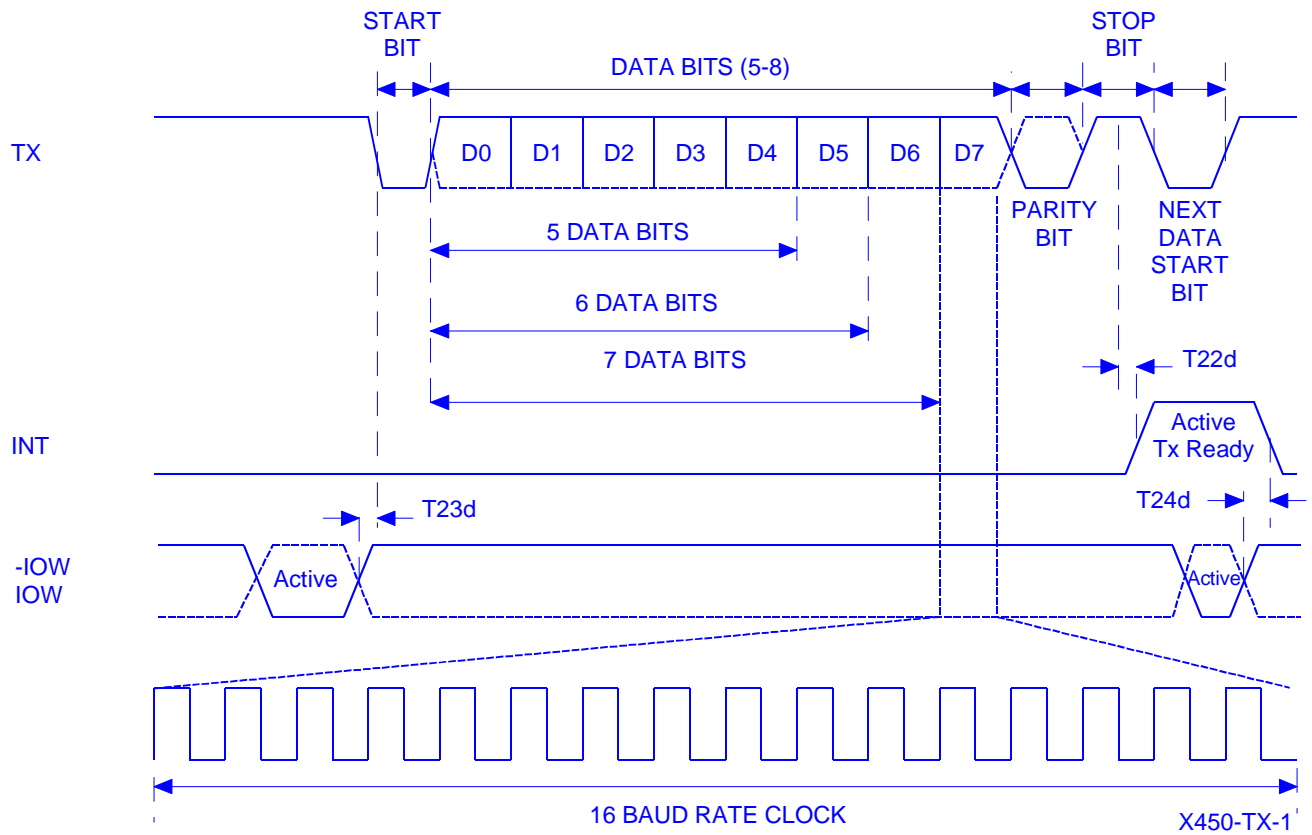 START
BIT
DATA BITS (5-8)
STOP
BIT
TX
D0 D1 D2 D3 D4 D5 D6 D7
PARITY
BIT
NEXT
DATA
START
BIT
5 DATA BITS
6 DATA BITS
7 DATA BITS
T22d
INT
Active
Tx Ready
T23d
T24d
-IOW
IOW
Active
Active
16 BAUD RATE CLOCK
X450-TX-1